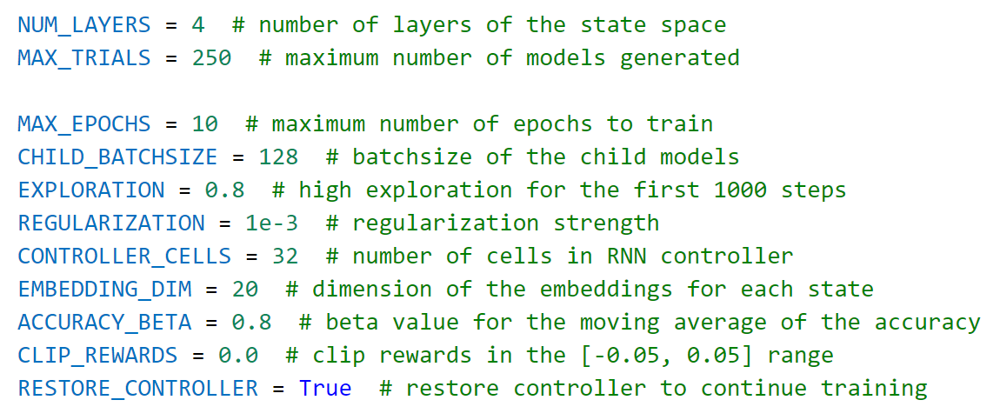 NUM_LAYERS = 4  # number of layers of the state space
MAX_TRIALS = 250  # maximum number of models generated
MAX_EPOCHS = 10  # maximum number of epochs to train
CHILD_BATCHSIZE = 128  # batchsize of the child models
EXPLORATION = 0.8  # high exploration for the first 1000 steps
REGULARIZATION = 1e-3  # regularization strength
CONTROLLER_CELLS = 32  # number of cells in RNN controller
EMBEDDING_DIM = 20  # dimension of the embeddings for each state
ACCURACY_BETA = 0.8  # beta value for the moving average of the accuracy
CLIP_REWARDS = 0.0  # clip rewards in the [-0.05, 0.05] range
RESTORE_CONTROLLER = True  # restore controller to continue training